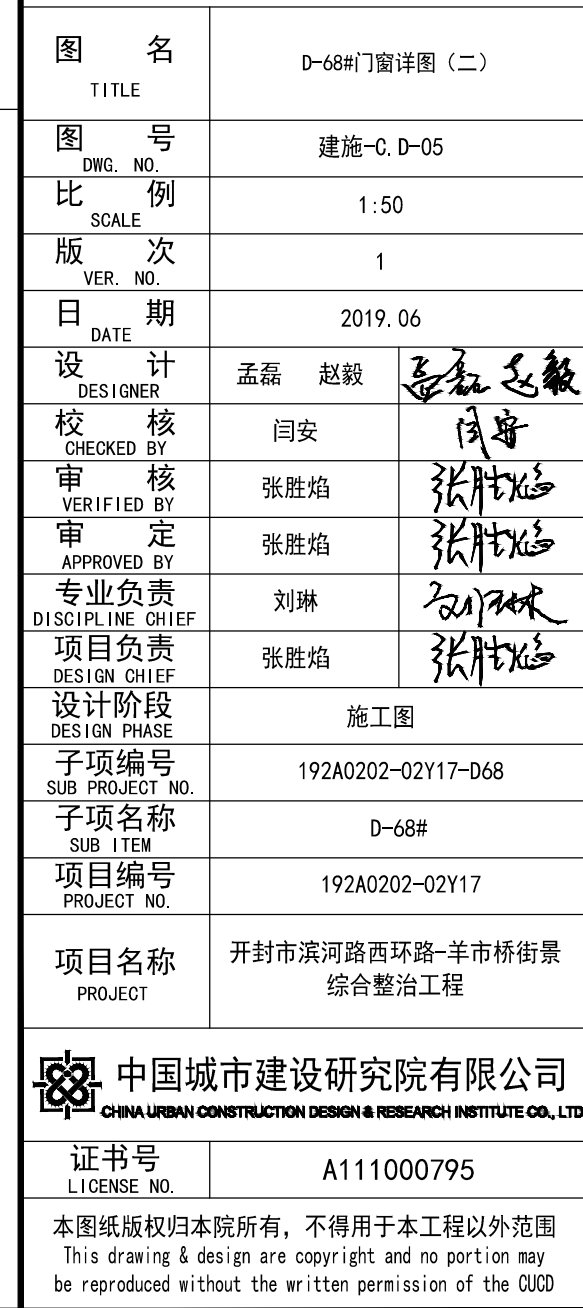 图 名 D-68#门窗详图（二）
TITLE
图 号 建施-C.D-05
DWG. NO.
比 例 1:50
SCALE
版 次 1
VER. NO.
日 期 2019.06
DATE
设 计 孟磊 赵毅 孟磊 赵毅
DESIGNER
校 核 闫安 闫安
CHECKED BY
审 核 张胜焰 张胜焰
VERIFIED BY
审 定 张胜焰 张胜焰
APPROVED BY
专业负责 刘琳 刘琳
DISCIPLINE CHIEF
项目负责 张胜焰 张胜焰
DESIGN CHIEF
设计阶段 施工图
DESIGN PHASE
子项编号 192A0202-02Y17-D68
SUB PROJECT NO.
子项名称 D-68#
SUB ITEM
项目编号 192A0202-02Y17
PROJECT NO.
项目名称 开封市滨河路西环路-羊市桥街景
综合整治工程
PROJECT
中国城市建设研究院有限公司
CHINA URBAN CONSTRUCTION DESIGN & RESEARCH INSTITUTE CO., LTD
证书号 A111000795
LICENSE NO.
本图纸版权归本院所有，不得用于本工程以外范围
This drawing & design are copyright and no portion may
be reproduced without the written permission of the CUCD